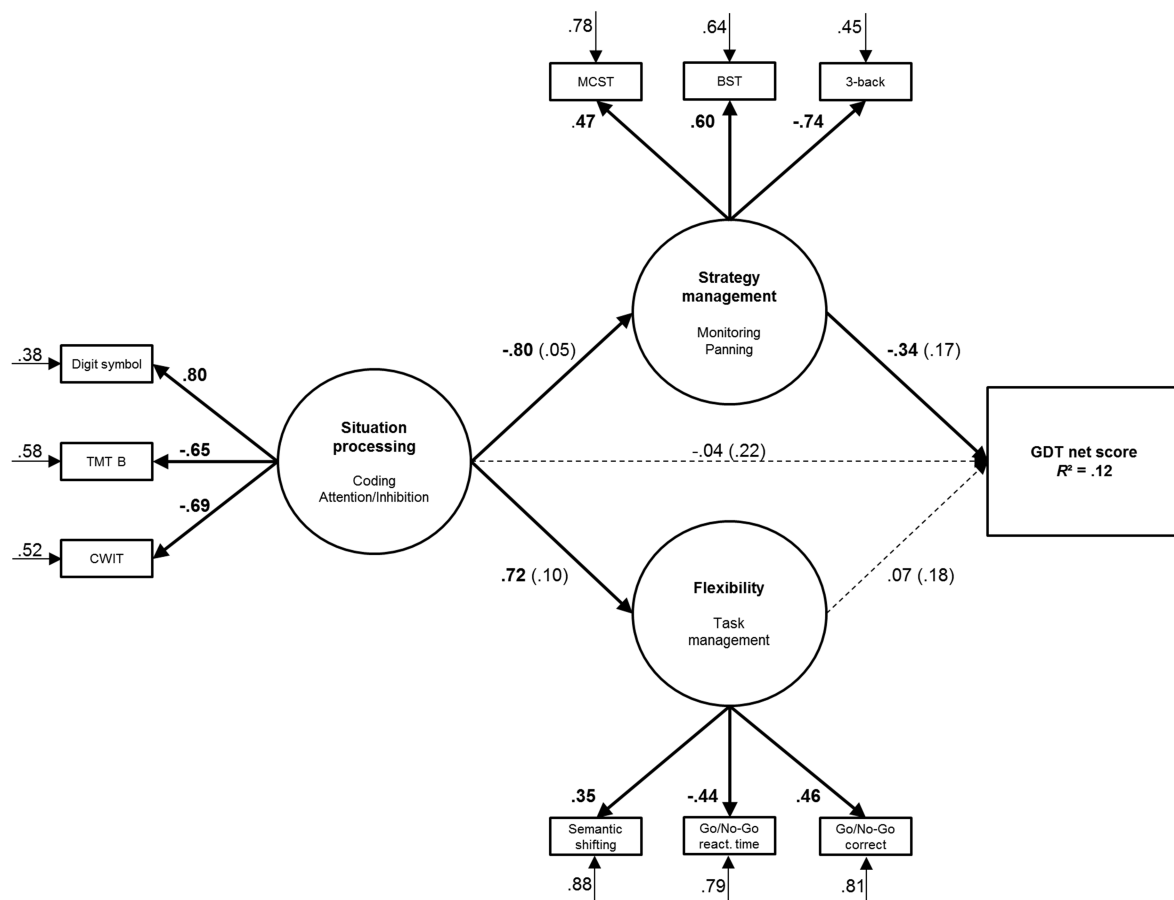 .78
.64
.45
MCST
BST
3-back
.47
.60
-.74
Strategy
management
Monitoring
Panning
-.80 (.05)
-.34 (.17)
.38
Digit symbol
.80
.58
TMT B
-.65
.52
CWIT
-.69
Situation
processing
Coding
Attention/Inhibition
-.04 (.22)
GDT net score
R² = .12
.72 (.10)
.07 (.18)
Flexibility
Task
management
.35
-.44
.46
Semantic
shifting
Go/No-Go
react. time
Go/No-Go
correct
.88
.79
.81